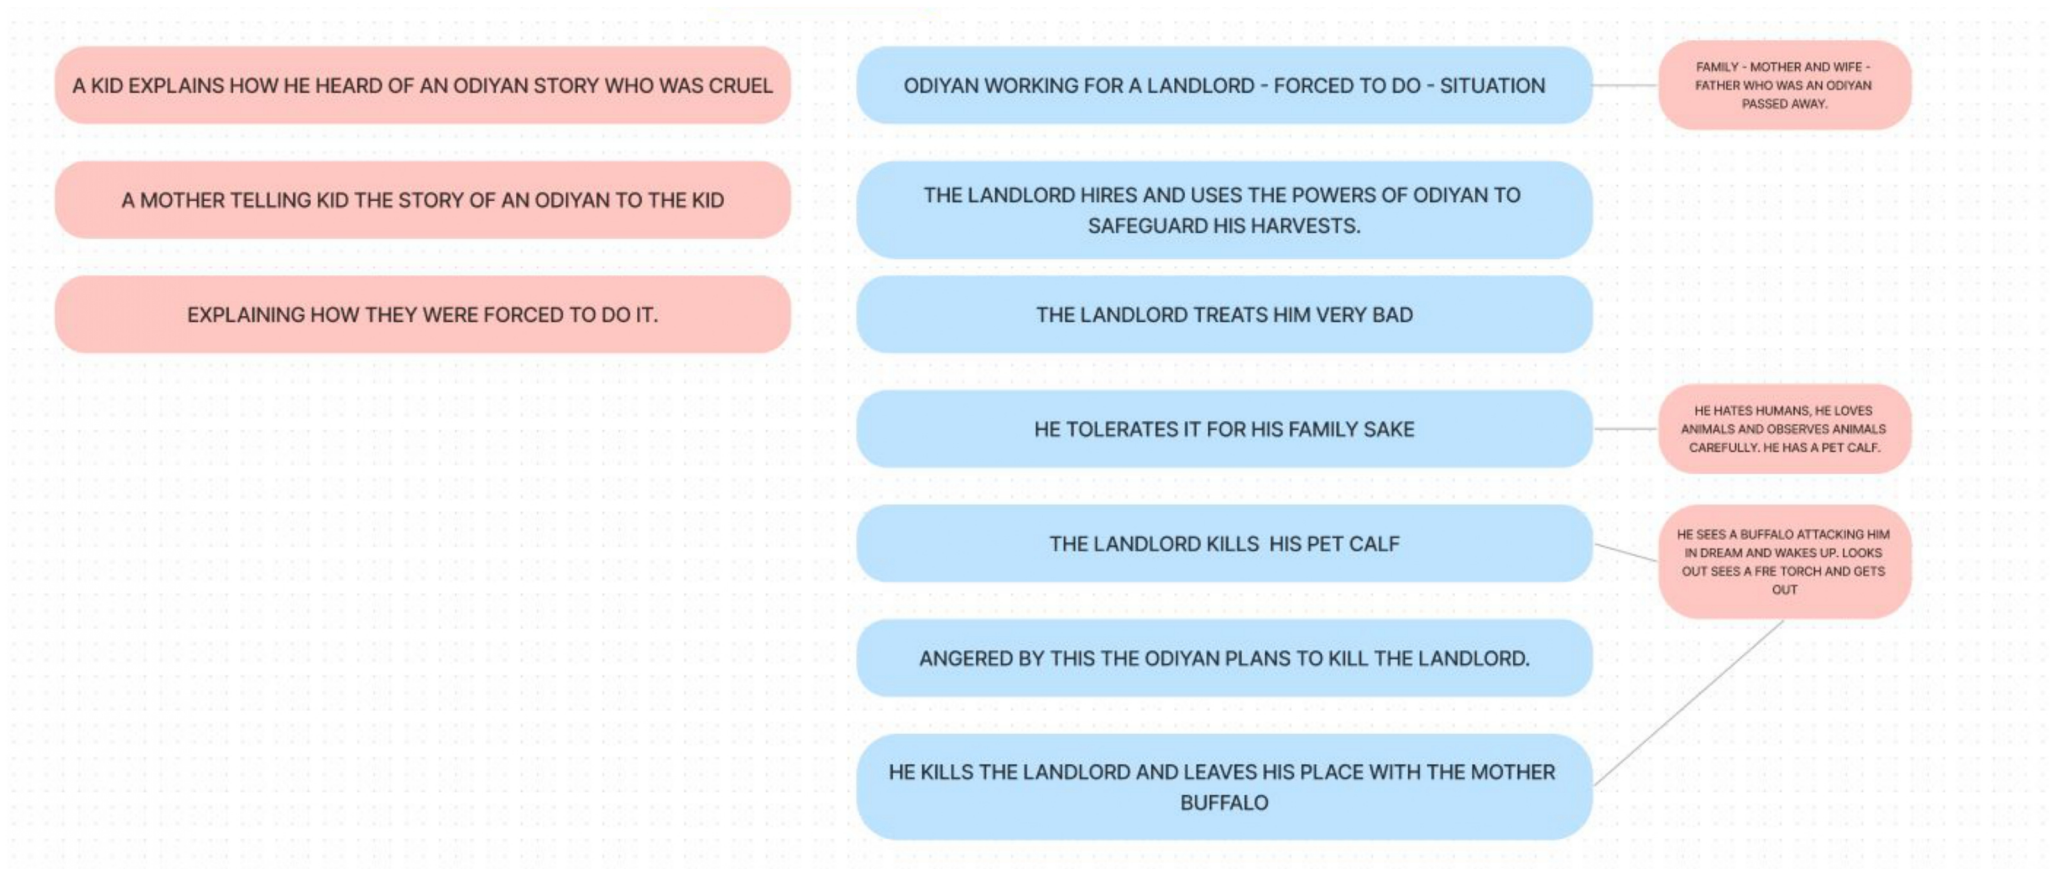 A KID EXPLAINS HOW HE HEARD OF AN ODIYAN STORY WHO WAS CRUEL
A MOTHER TELLING KID THE STORY OF AN ODIYAN TO THE KID
EXPLAINING HOW THEY WERE FORCED TO DO IT.
ODIYAN WORKING FOR A LANDLORD - FORCED TO DO - SITUATION
FAMILY - MOTHER AND WIFE -
FATHER WHO WAS AN ODIYAN
PASSED AWAY.
THE LANDLORD HIRES AND USES THE POWERS OF ODIYAN TO
SAFEGUARD HIS HARVESTS.
THE LANDLORD TREATS HIM VERY BAD
HE TOLERATES IT FOR HIS FAMILY SAKE
HE HATES HUMANS, HE LOVES
ANIMALS AND OBSERVES ANIMALS
CAREFULLY. HE HAS A PET CALF.
THE LANDLORD KILLS HIS PET CALF
HE SEES A BUFFALO ATTACKING HIM
IN DREAM AND WAKES UP. LOOKS
OUT SEES A FRE TORCH AND GETS
OUT
ANGERED BY THIS THE ODIYAN PLANS TO KILL THE LANDLORD.
HE KILLS THE LANDLORD AND LEAVES HIS PLACE WITH THE MOTHER
BUFFALO